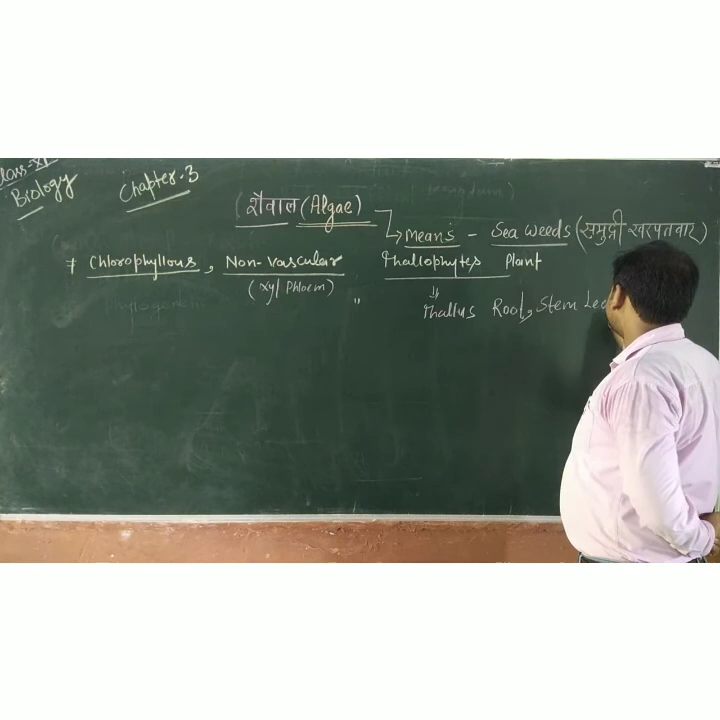 Class-XI
Biology
Chapter-3
(शैवाल (Algae)
Means - Sea weeds (समुद्री खरपतवार)
* Chlorophyllous, Non-vascular Thallophytes Plant
(xyl Phloem) ,,
⇓
Thallus Root, Stem Lea